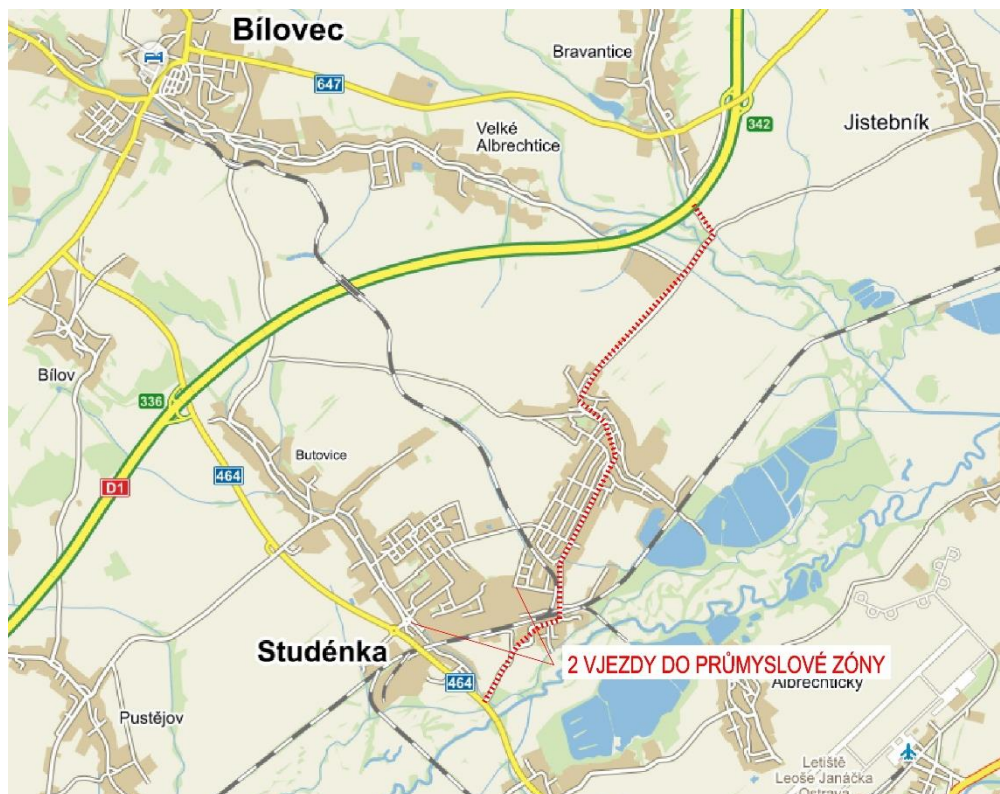 Bílovec
Bravantice
647
342
Jistebník
Velké
Albrechtice
Bílov
336
Butovice
464
D1
Studénka
2 VJEZDY DO PRŮMYSLOVÉ ZÓNY
464
Albrechtičky
Pustějov
Letiště
Leoše Janáčka
Ostrava